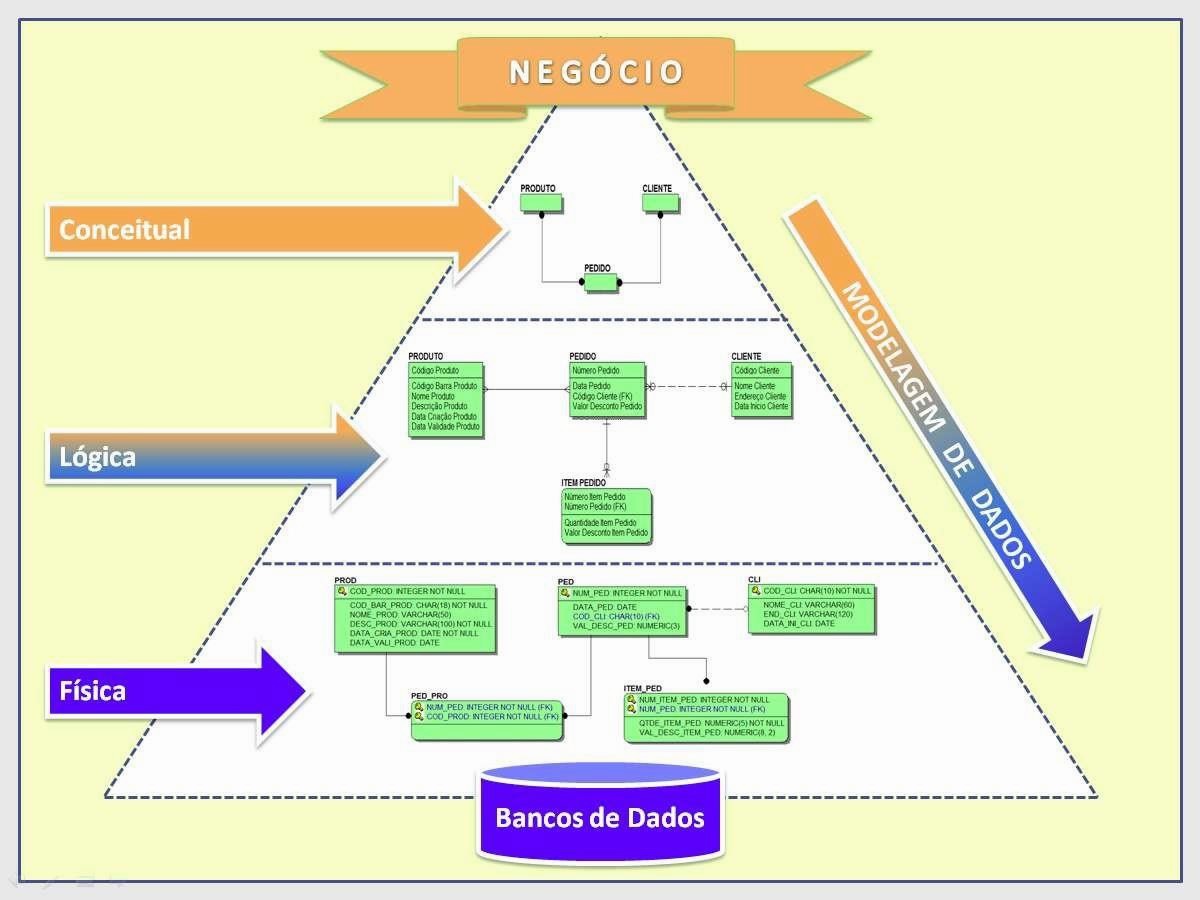 NEGÓCIO
Conceitual
PRODUTO
CLIENTE
PEDIDO
MODELAGEM DE DADOS
Lógica
PRODUTO
Código Produto
Código Barra Produto
Nome Produto
Descrição Produto
Data Criação Produto
Data Validade Produto
PEDIDO
Número Pedido
Data Pedido
Código Cliente (FK)
Valor Desconto Pedido
CLIENTE
Código Cliente
Nome Cliente
Endereço Cliente
Data Início Cliente
ITEM PEDIDO
Número Item Pedido
Número Pedido (FK)
Quantidade Item Pedido
Valor Desconto Item Pedido
Física
PROD
COD_PROD: INTEGER NOT NULL
COD_BAR_PROD: CHAR(18) NOT NULL
NOME_PROD: VARCHAR(50)
DESC_PROD: VARCHAR(100) NOT NULL
DATA_CRIA_PROD: DATE NOT NULL
DATA_VALI_PROD: DATE
PED
NUM_PED: INTEGER NOT NULL
DATA_PED: DATE
COD_CLI: CHAR(10) (FK)
VAL_DESC_PED: NUMERIC(3)
CLI
COD_CLI: CHAR(10) NOT NULL
NOME_CLI: VARCHAR(60)
END_CLI: VARCHAR(120)
DATA_INI_CLI: DATE
PED_PRO
NUM_PED: INTEGER NOT NULL (FK)
COD_PROD: INTEGER NOT NULL (FK)
ITEM_PED
NUM_ITEM_PED: INTEGER NOT NULL
NUM_PED: INTEGER NOT NULL (FK)
QTDE_ITEM_PED: NUMERIC(5) NOT NULL
VAL_DESC_ITEM_PED: NUMERIC(8, 2)
Bancos de Dados